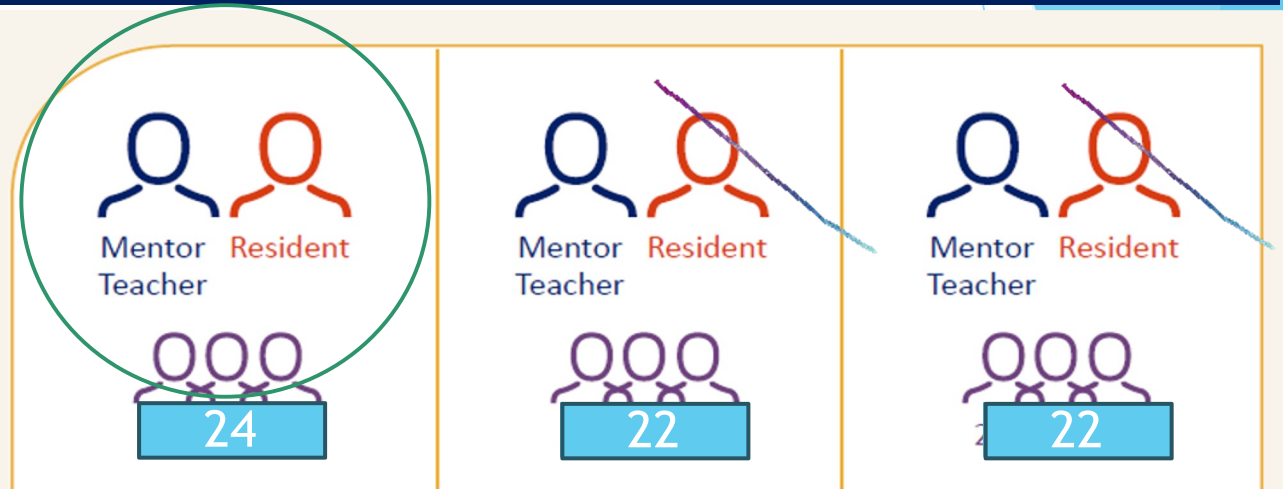 Mentor Resident
Teacher
24
Mentor Resident
Teacher
22
Mentor Resident
Teacher
22